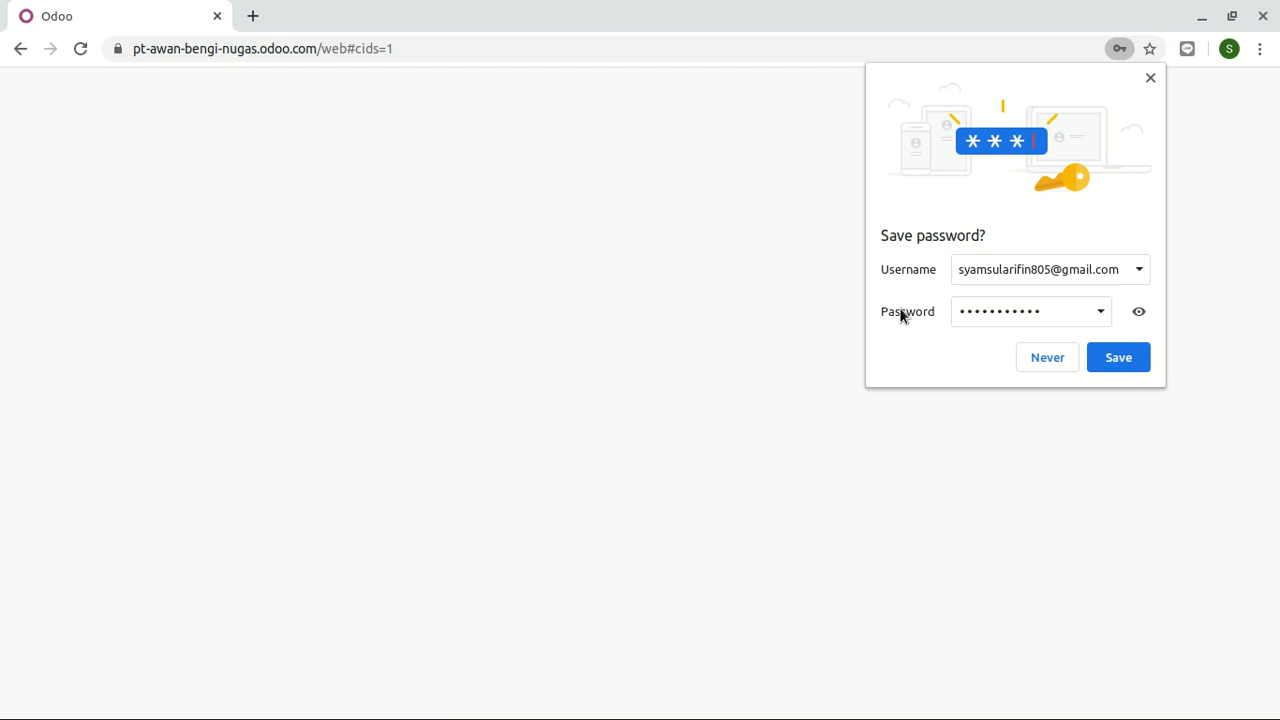 Odoo
pt-awan-bengi-nugas.odoo.com/web#cids=1
S
***
Save password?
Username syamsularifin805@gmail.com
Password •••••••••••
Never Save